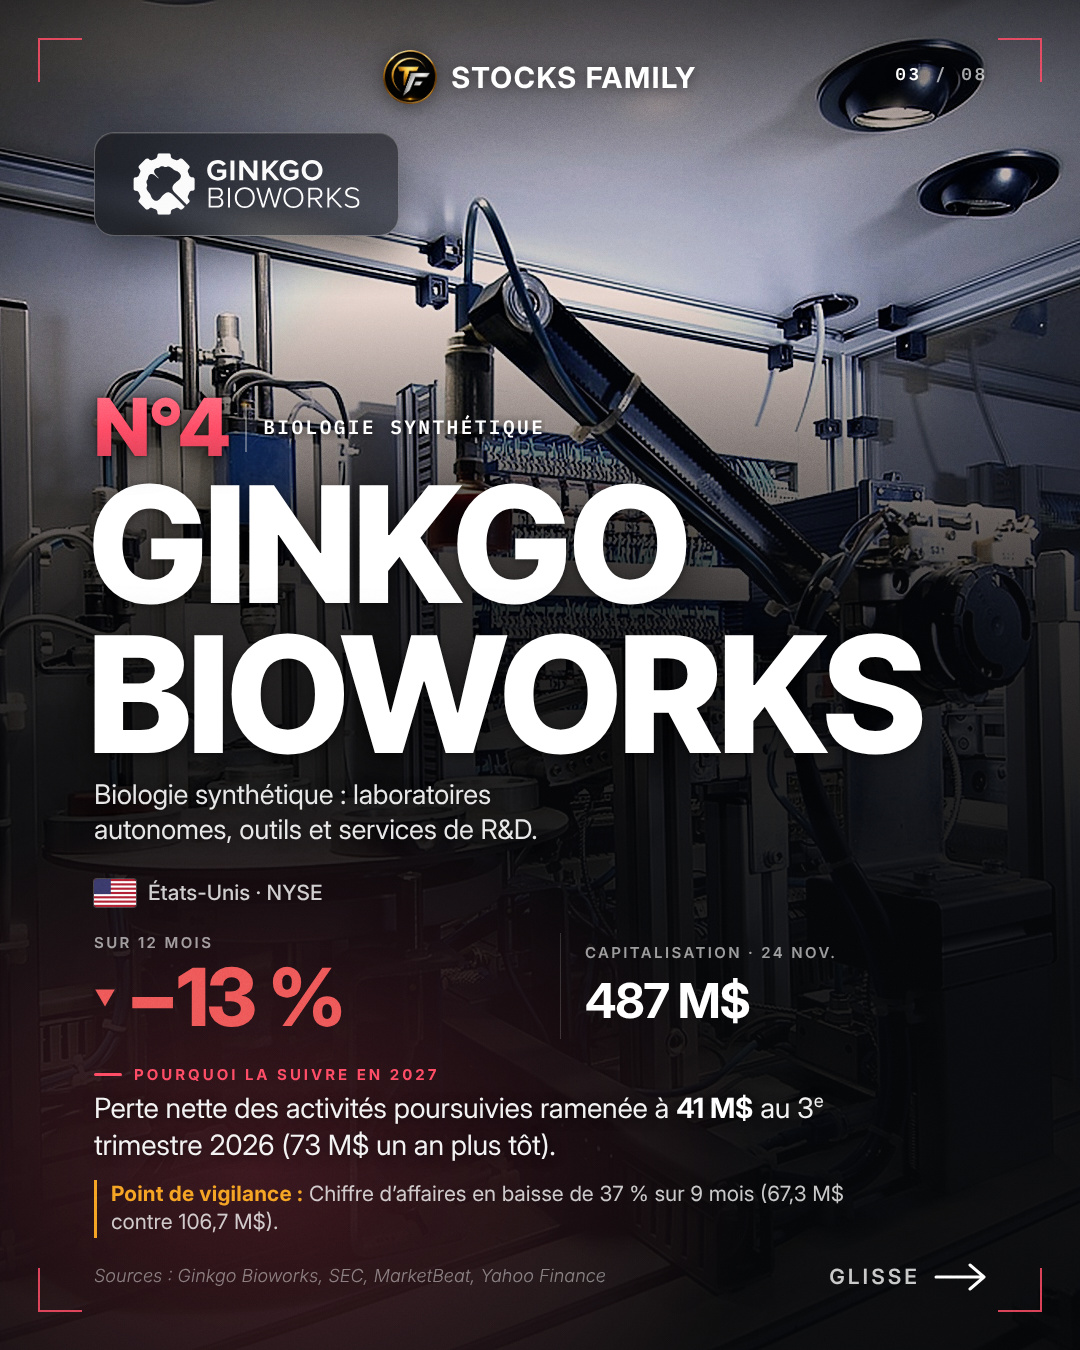 STOCKS FAMILY
03 / 08
GINKGO
BIOWORKS
N°4
BIOLOGIE SYNTHÉTIQUE
GINKGO
BIOWORKS
Biologie synthétique : laboratoires
autonomes, outils et services de R&D.
États-Unis · NYSE
SUR 12 MOIS
▼ –13 %
CAPITALISATION · 24 NOV.
487 M$
POURQUOI LA SUIVRE EN 2027
Perte nette des activités poursuivies ramenée à 41 M$ au 3e
trimestre 2026 (73 M$ un an plus tôt).
Point de vigilance : Chiffre d’affaires en baisse de 37 % sur 9 mois (67,3 M$
contre 106,7 M$).
Sources : Ginkgo Bioworks, SEC, MarketBeat, Yahoo Finance
GLISSE